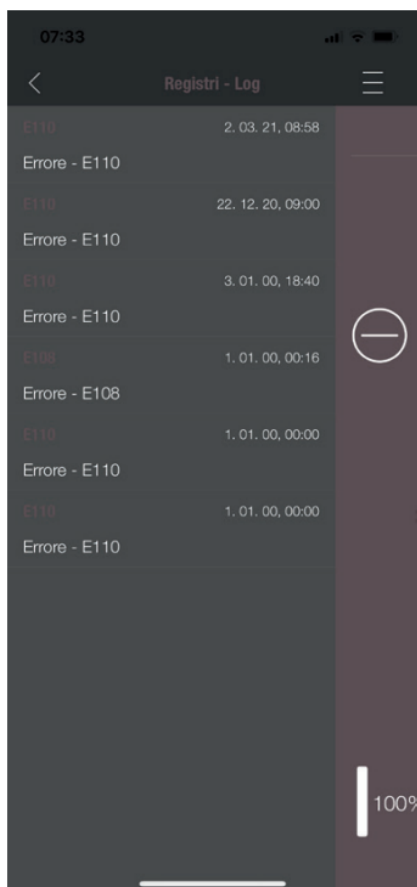 07:33
Registri - Log
E110 2. 03. 21, 08:58
Errore - E110
E110 22. 12. 20, 09:00
Errore - E110
E110 3. 01. 00, 18:40
Errore - E110
E108 1. 01. 00, 00:16
Errore - E108
E110 1. 01. 00, 00:00
Errore - E110
E110 1. 01. 00, 00:00
Errore - E110
100%